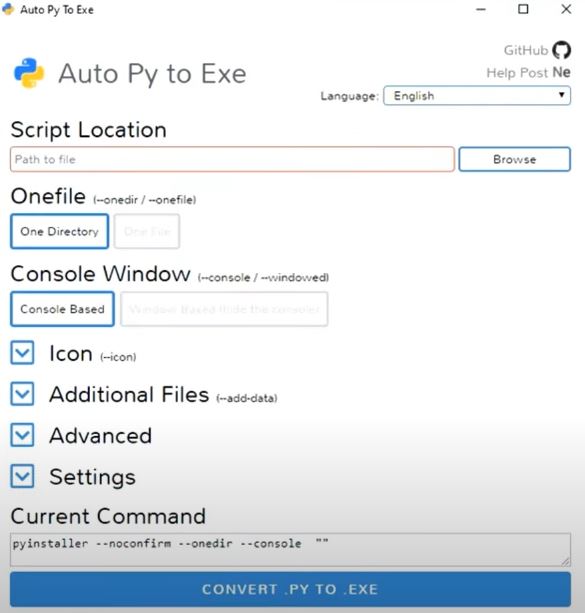 Auto Py To Exe
GitHub
Auto Py to Exe
Help Post Ne
Language: English
Script Location
Path to file
Browse
Onefile (--onedir / --onefile)
One Directory One File
Console Window (--console / --windowed)
Console Based Window Based (hide the console)
Icon (--icon)
Additional Files (--add-data)
Advanced
Settings
Current Command
pyinstaller --noconfirm --onedir --console ""
CONVERT .PY TO .EXE